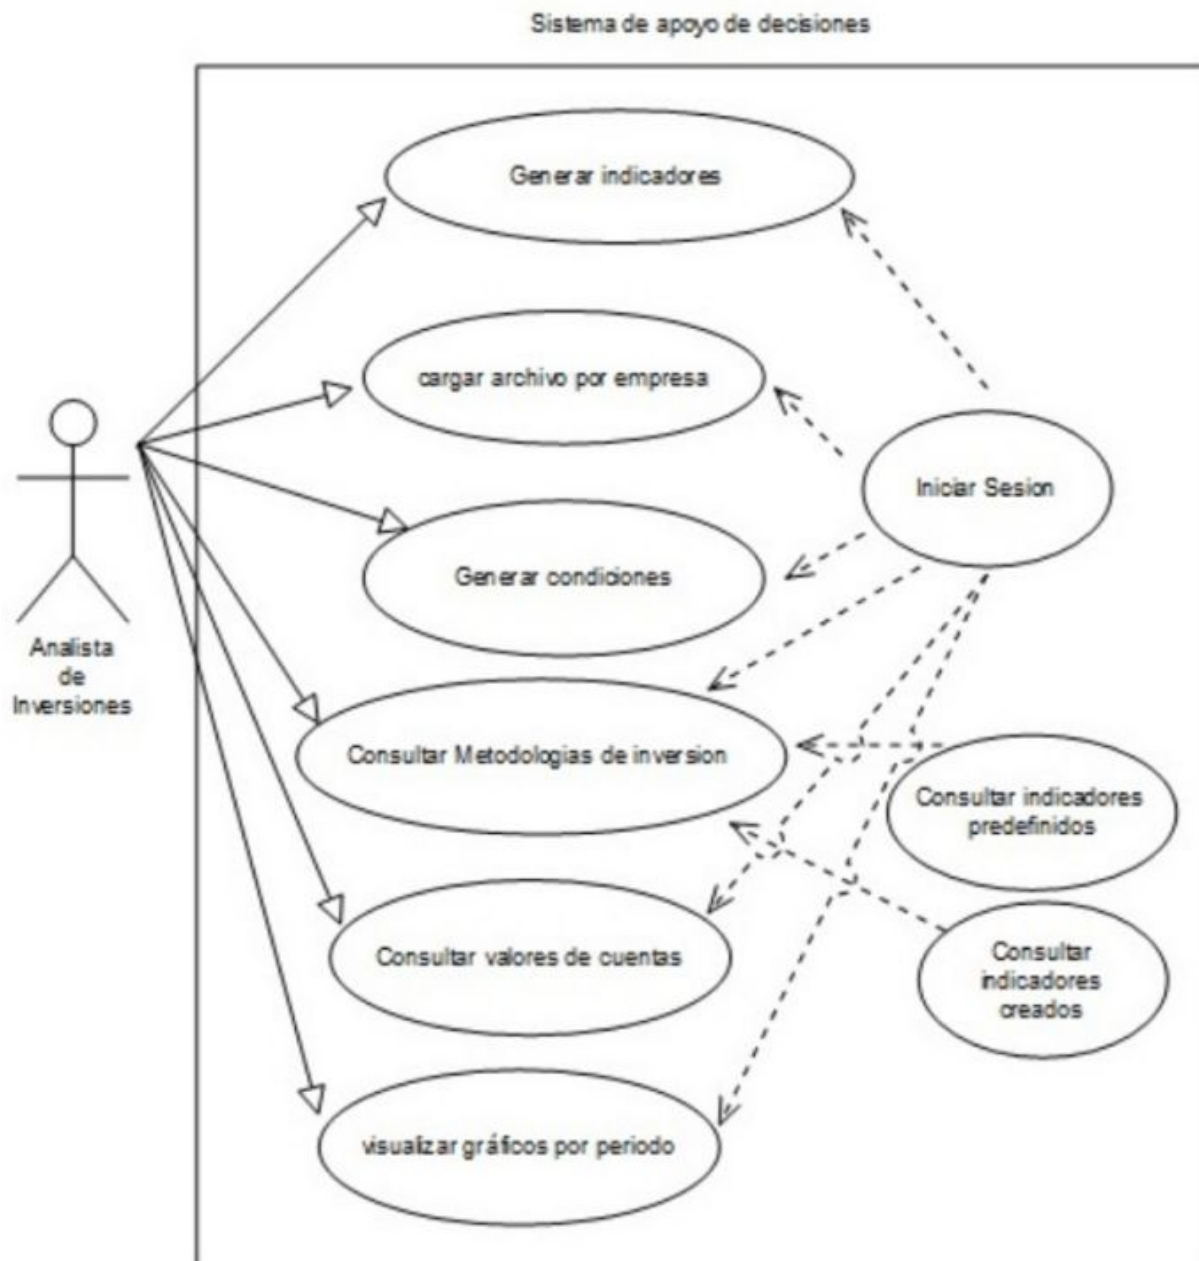 Sistema de apoyo de decisiones
Generar indicadores
cargar archivo por empresa
Iniciar Sesion
Generar condiciones
Analista
de
Inversiones
Consultar Metodologias de inversion
Consultar indicadores
predefinidos
Consultar valores de cuentas
Consultar
indicadores
creados
visualizar gráficos por periodo